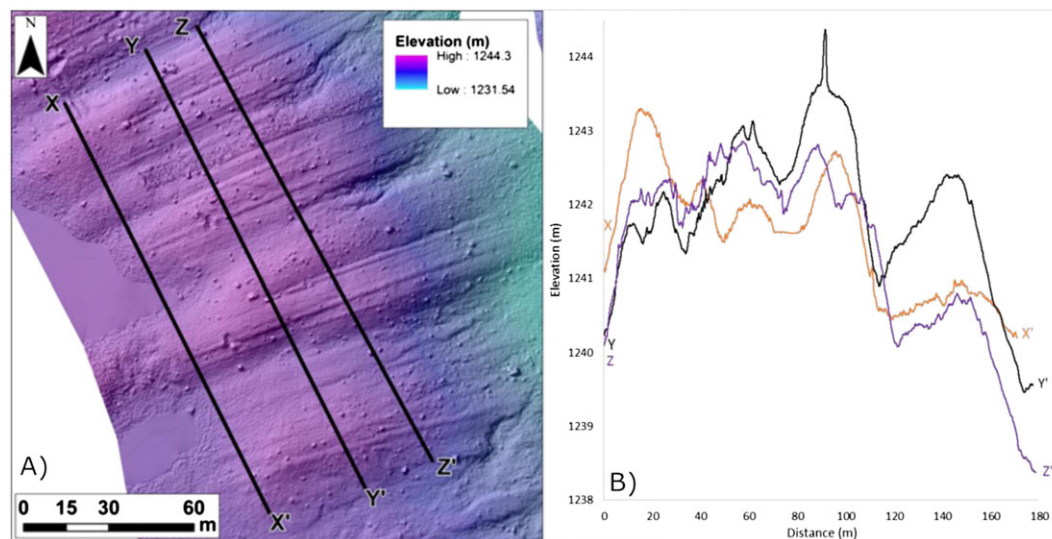 N
Z
Y
X
Elevation (m)
High : 1244.3
Low : 1231.54
Z'
Y'
X'
A)
0 15 30 60
m
1244
1243
1242
1241
1240
1239
1238
Elevation (m)
X
Y
Z
X'
Y'
Z'
B)
0 20 40 60 80 100 120 140 160 180
Distance (m)